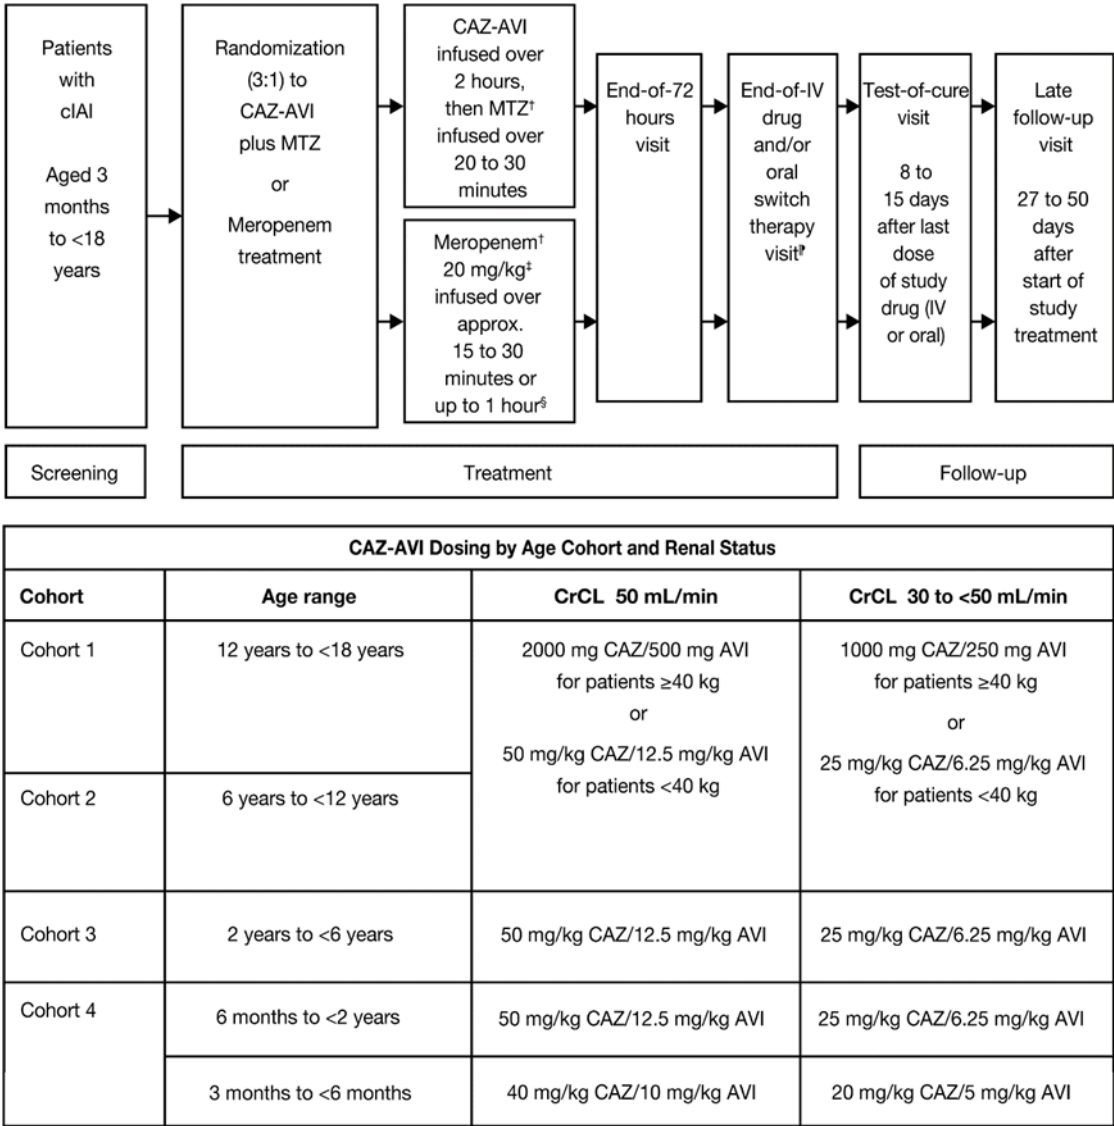 Patients
with
cIAI
Aged 3
months
to <18
years
Randomization
(3:1) to
CAZ-AVI
plus MTZ
or
Meropenem
treatment
CAZ-AVI
infused over
2 hours,
then MTZ†
infused over
20 to 30
minutes
Meropenem†
20 mg/kg‡
infused over
approx.
15 to 30
minutes or
up to 1 hour§
End-of-72
hours
visit
End-of-IV
drug
and/or
oral
switch
therapy
visit⁋
Test-of-cure
visit
8 to
15 days
after last
dose
of study
drug (IV
or oral)
Late
follow-up
visit
27 to 50
days
after
start of
study
treatment
Screening
Treatment
Follow-up
CAZ-AVI Dosing by Age Cohort and Renal Status
Cohort
Age range
CrCL 50 mL/min
CrCL 30 to <50 mL/min
Cohort 1
12 years to <18 years
2000 mg CAZ/500 mg AVI
for patients ≥40 kg
or
50 mg/kg CAZ/12.5 mg/kg AVI
for patients <40 kg
1000 mg CAZ/250 mg AVI
for patients ≥40 kg
or
25 mg/kg CAZ/6.25 mg/kg AVI
for patients <40 kg
Cohort 2
6 years to <12 years
Cohort 3
2 years to <6 years
50 mg/kg CAZ/12.5 mg/kg AVI
25 mg/kg CAZ/6.25 mg/kg AVI
Cohort 4
6 months to <2 years
50 mg/kg CAZ/12.5 mg/kg AVI
25 mg/kg CAZ/6.25 mg/kg AVI
3 months to <6 months
40 mg/kg CAZ/10 mg/kg AVI
20 mg/kg CAZ/5 mg/kg AVI